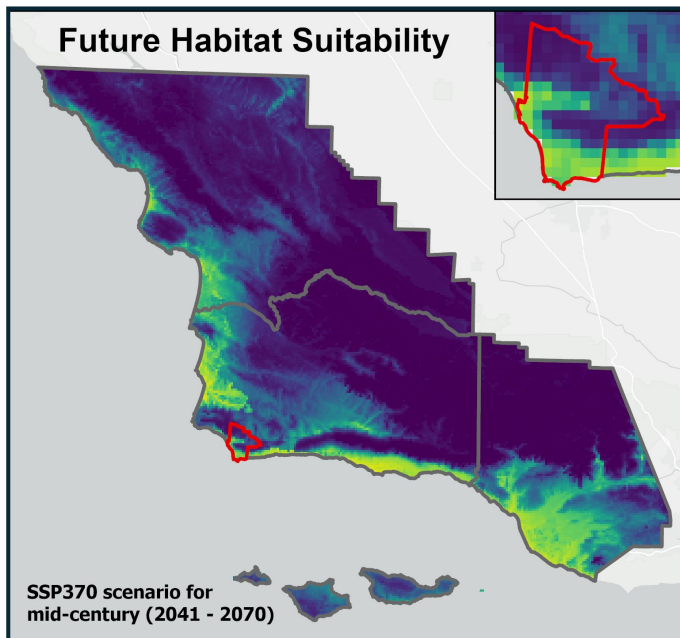 Future Habitat Suitability
SSP370 scenario for
mid-century (2041 - 2070)